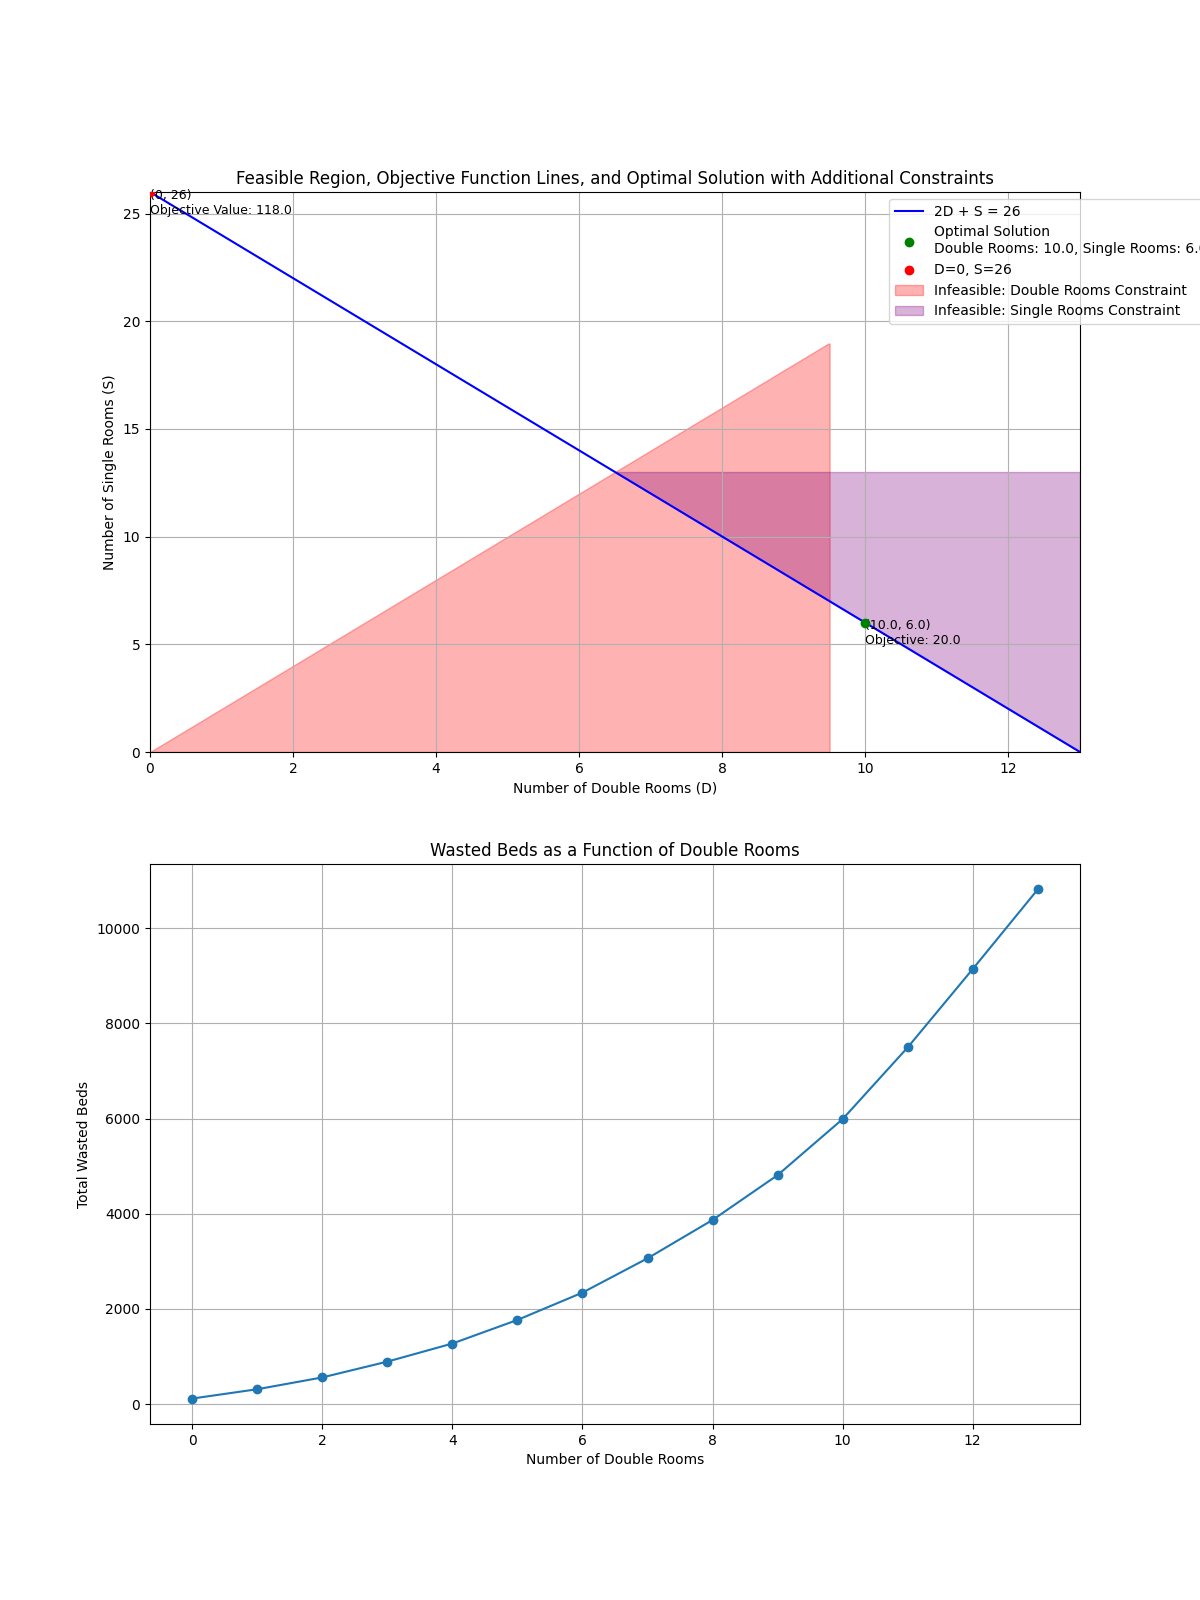 Feasible Region, Objective Function Lines, and Optimal Solution with Additional Constraints
(0, 26)
Objective Value: 118.0
2D + S = 26
Optimal Solution
Double Rooms: 10.0, Single Rooms: 6.
D=0, S=26
Infeasible: Double Rooms Constraint
Infeasible: Single Rooms Constraint
25
20
15
10
5
0
Number of Single Rooms (S)
(10.0, 6.0)
Objective: 20.0
0 2 4 6 8 10 12
Number of Double Rooms (D)
Wasted Beds as a Function of Double Rooms
10000
8000
6000
4000
2000
0
Total Wasted Beds
0 2 4 6 8 10 12
Number of Double Rooms